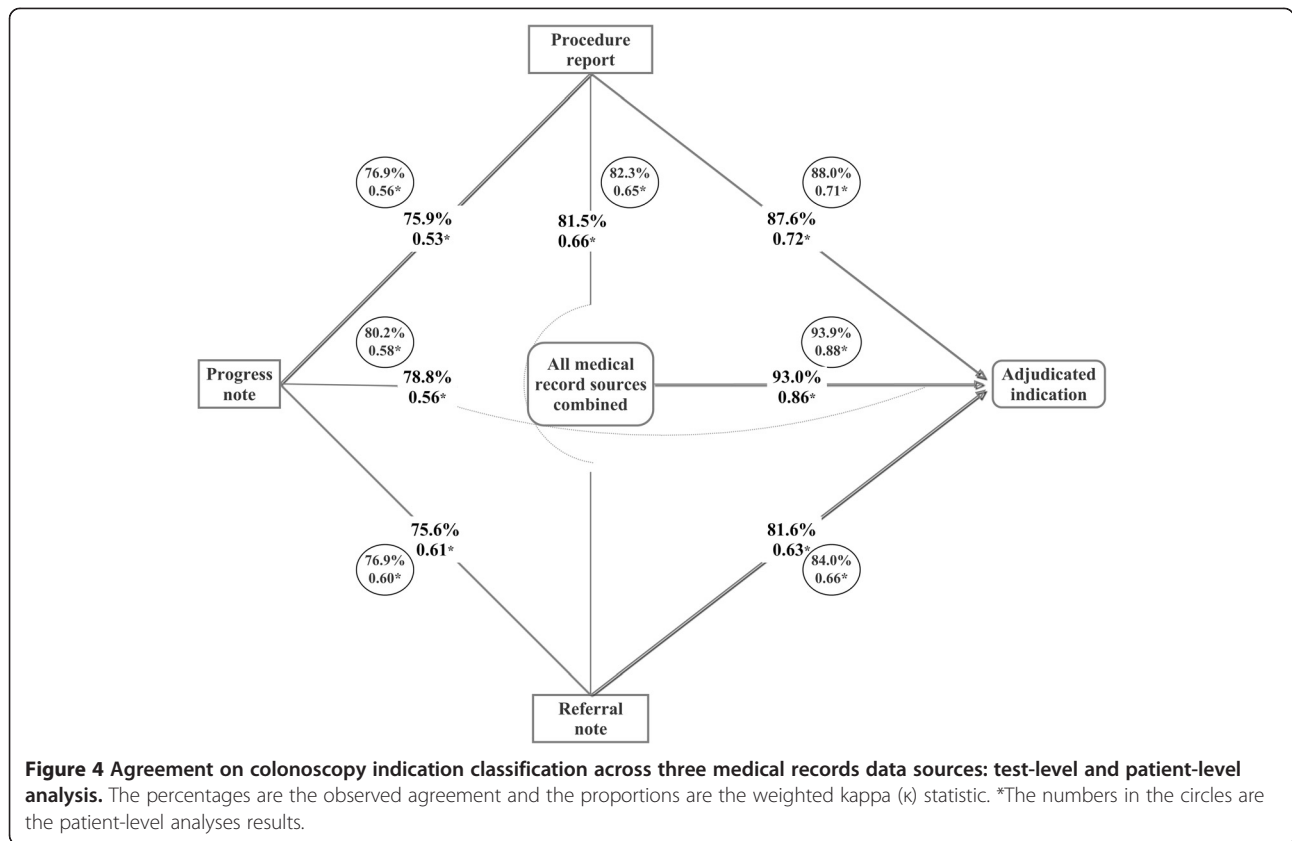 Procedure
report
76.9%
0.56*
82.3%
0.65*
88.0%
0.71*
75.9%
0.53*
81.5%
0.66*
87.6%
0.72*
80.2%
0.58*
93.9%
0.88*
Progress
note
78.8%
0.56*
All medical
record sources
combined
93.0%
0.86*
Adjudicated
indication
75.6%
0.61*
81.6%
0.63*
76.9%
0.60*
84.0%
0.66*
Referral
note
Figure 4 Agreement on colonoscopy indication classification across three medical records data sources: test-level and patient-level
analysis. The percentages are the observed agreement and the proportions are the weighted kappa (κ) statistic. *The numbers in the circles are
the patient-level analyses results.